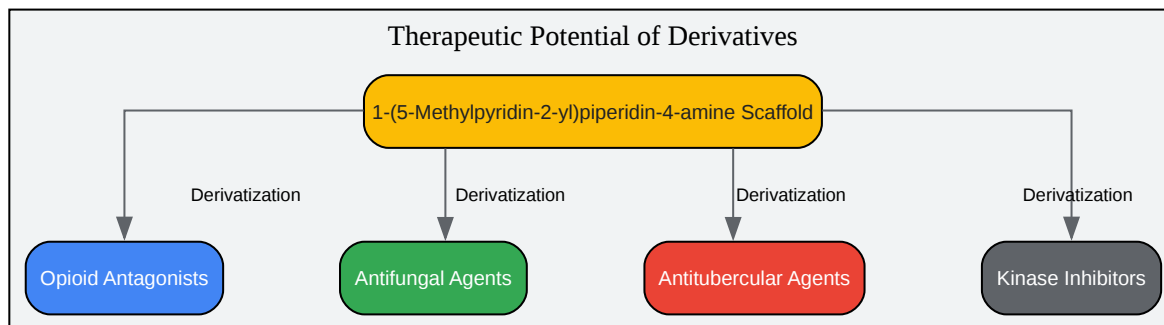 Therapeutic Potential of Derivatives
1-(5-Methylpyridin-2-yl)piperidin-4-amine Scaffold
Derivatization
Derivatization
Derivatization
Derivatization
Opioid Antagonists
Antifungal Agents
Antitubercular Agents
Kinase Inhibitors